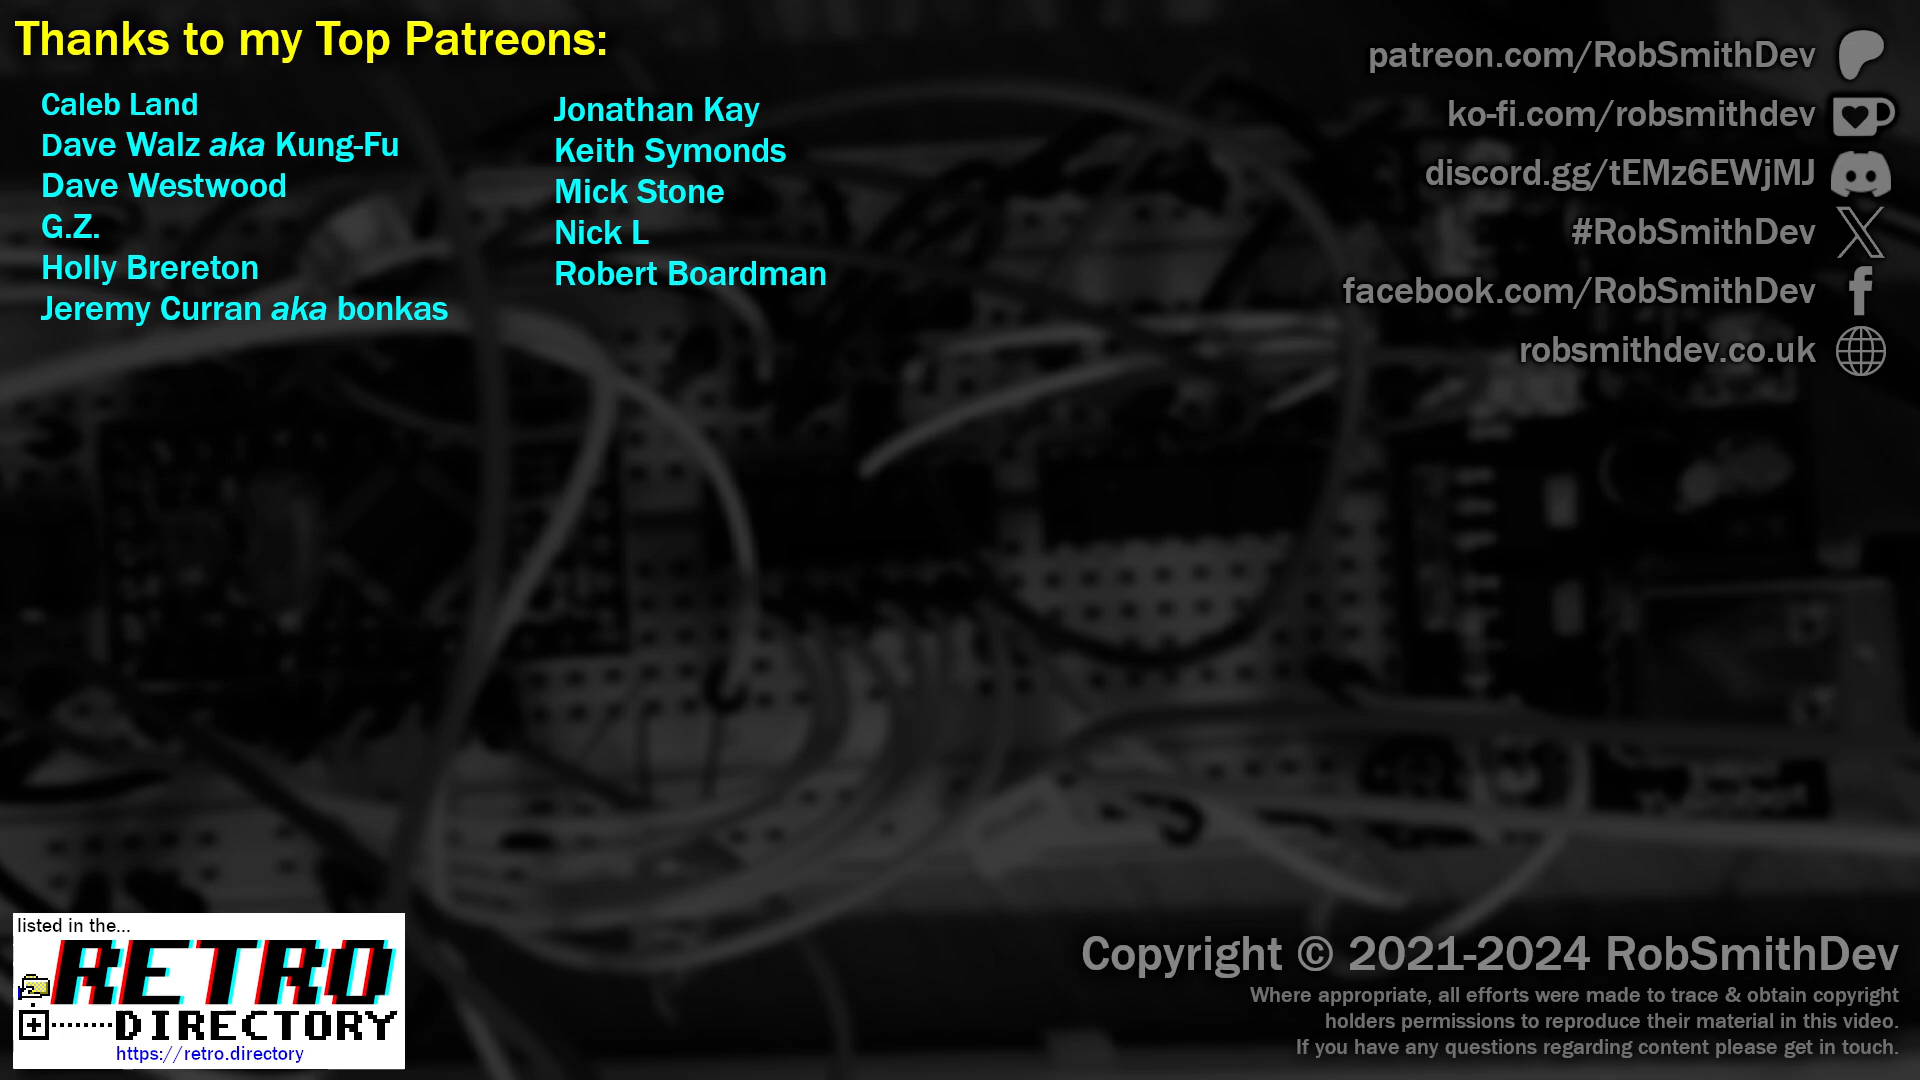 Thanks to my Top Patreons:
Caleb Land
Dave Walz aka Kung-Fu
Dave Westwood
G.Z.
Holly Brereton
Jeremy Curran aka bonkas
Jonathan Kay
Keith Symonds
Mick Stone
Nick L
Robert Boardman
patreon.com/RobSmithDev
ko-fi.com/robsmithdev
discord.gg/tEMz6EWjMJ
#RobSmithDev
facebook.com/RobSmithDev
robsmithdev.co.uk
listed in the...
RETRO
DIRECTORY
https://retro.directory
Copyright © 2021-2024 RobSmithDev
Where appropriate, all efforts were made to trace & obtain copyright
holders permissions to reproduce their material in this video.
If you have any questions regarding content please get in touch.